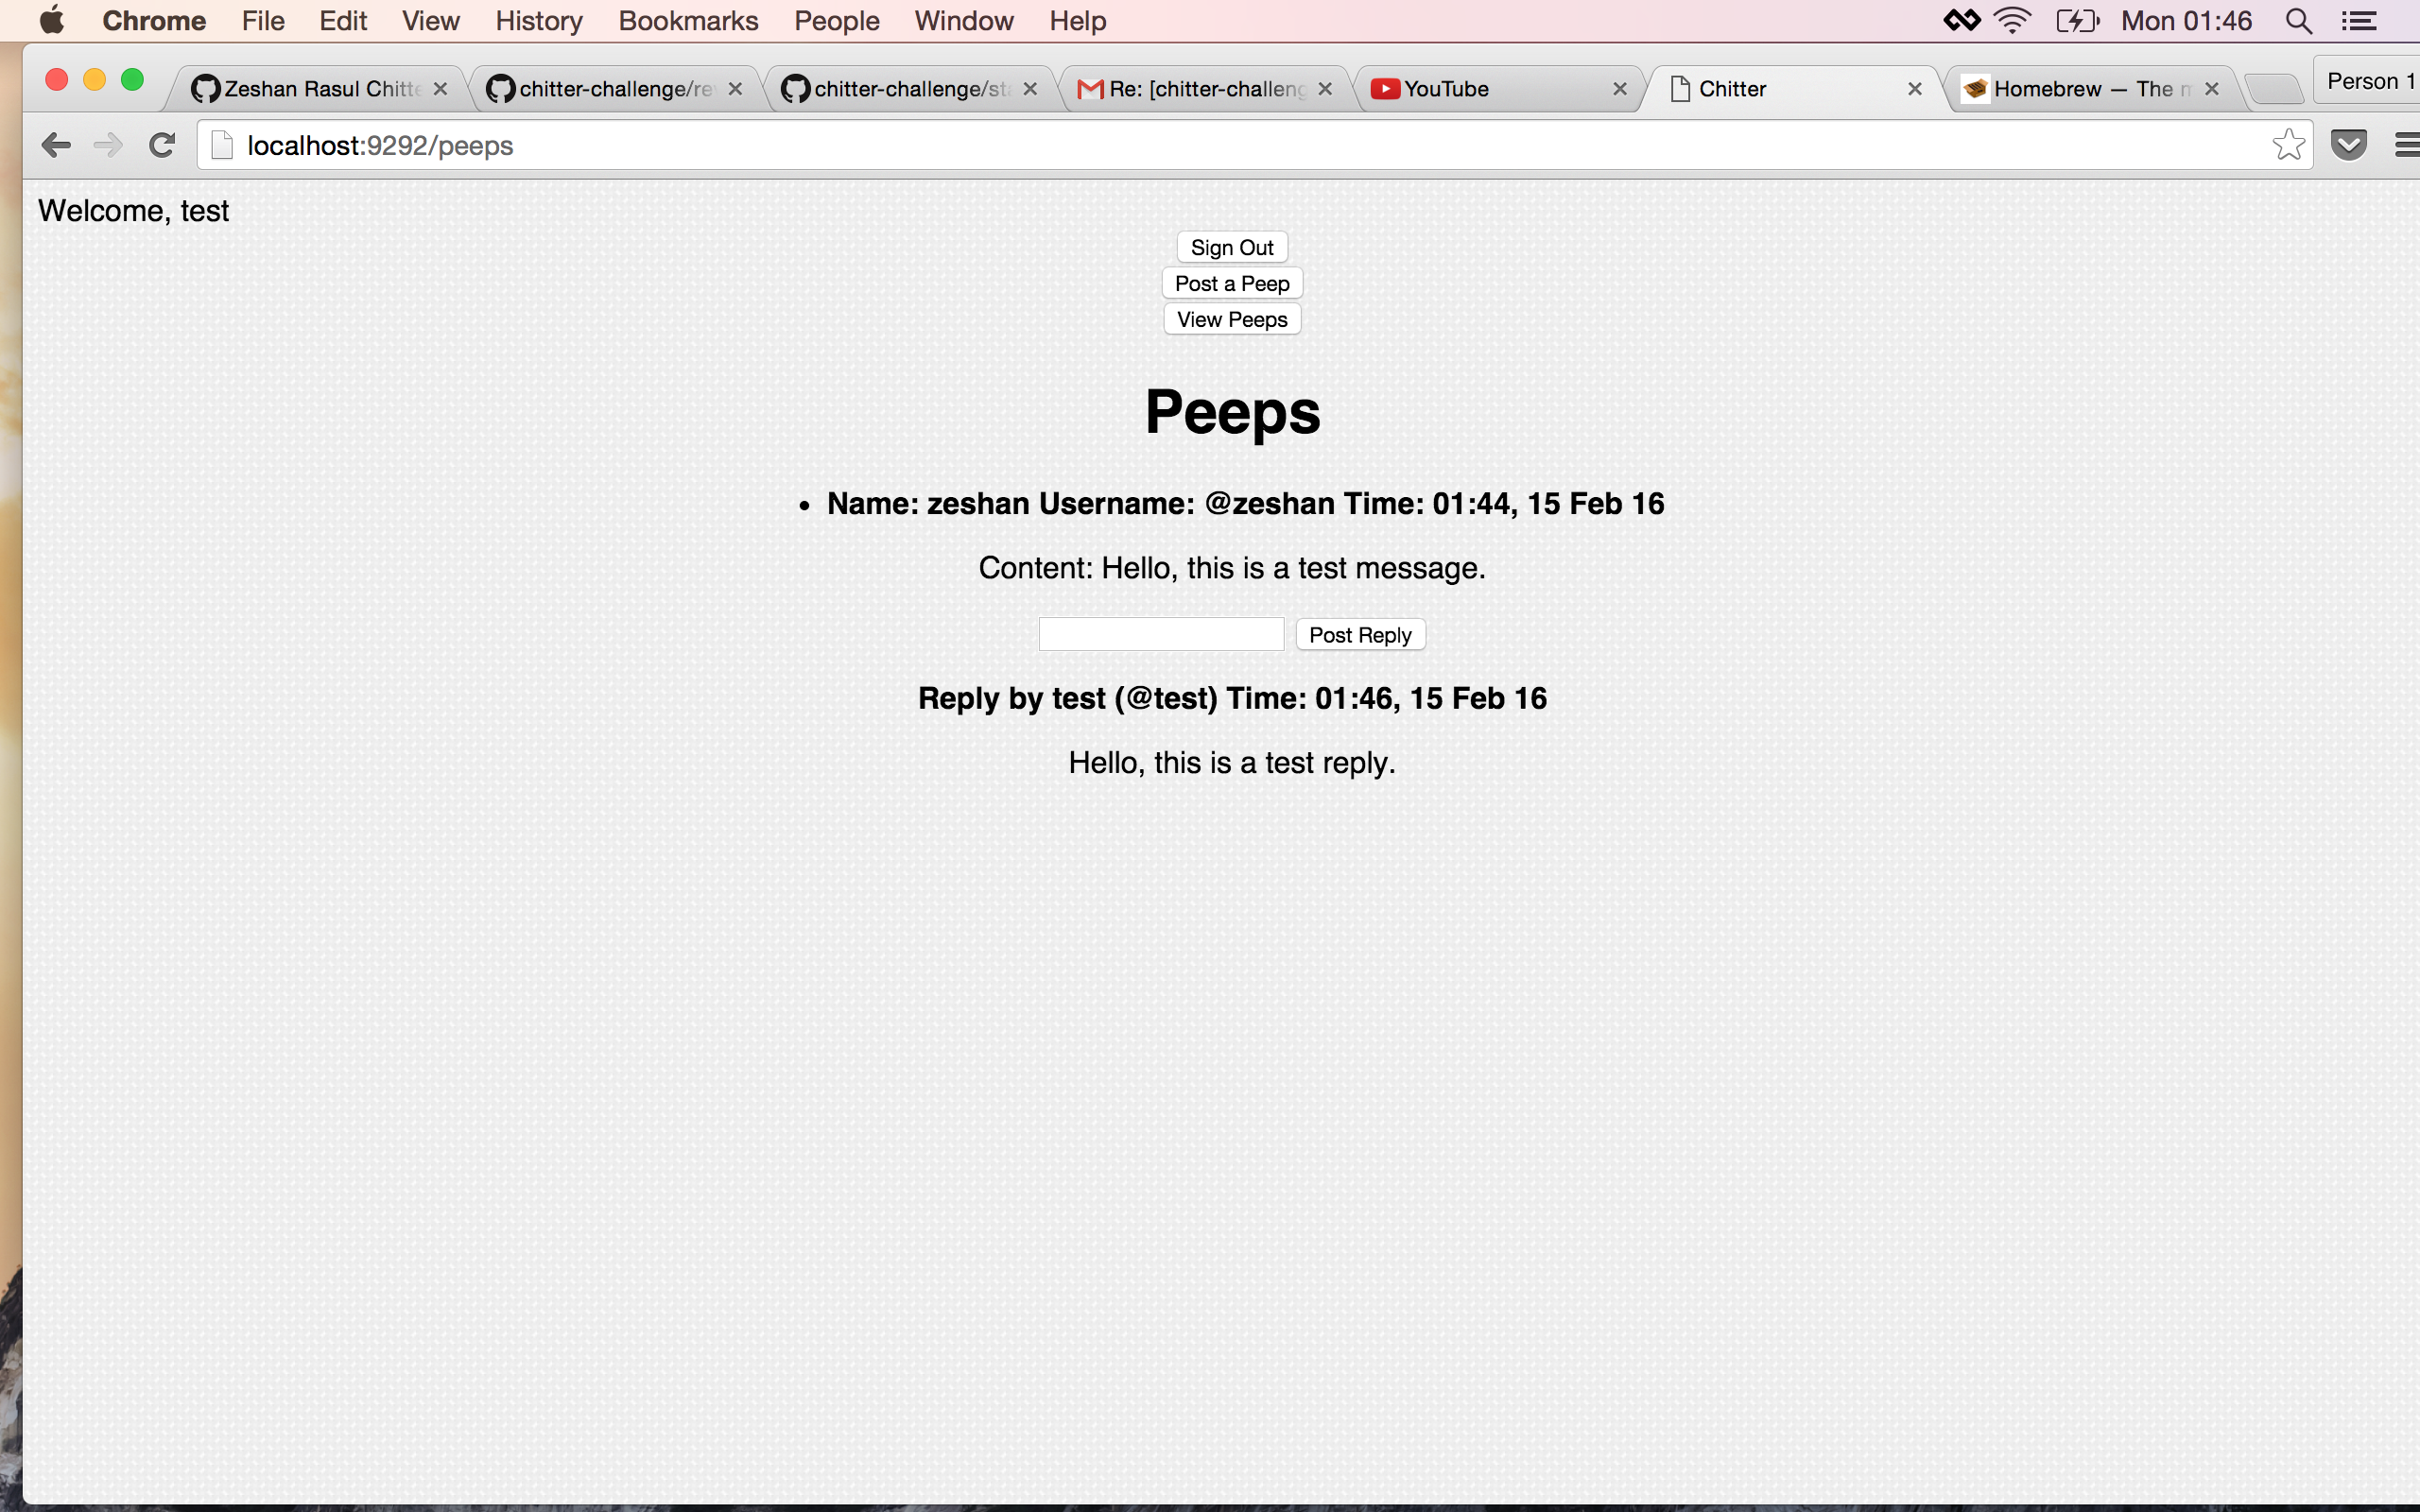 Chrome File Edit View History Bookmarks People Window Help Mon 01:46
Zeshan Rasul Chitte chitter-challenge/re chitter-challenge/sta Re: [chitter-challeng YouTube Chitter Homebrew — The m Person 1
localhost:9292/peeps
Welcome, test
Sign Out
Post a Peep
View Peeps
Peeps
• Name: zeshan Username: @zeshan Time: 01:44, 15 Feb 16
Content: Hello, this is a test message.
Post Reply
Reply by test (@test) Time: 01:46, 15 Feb 16
Hello, this is a test reply.